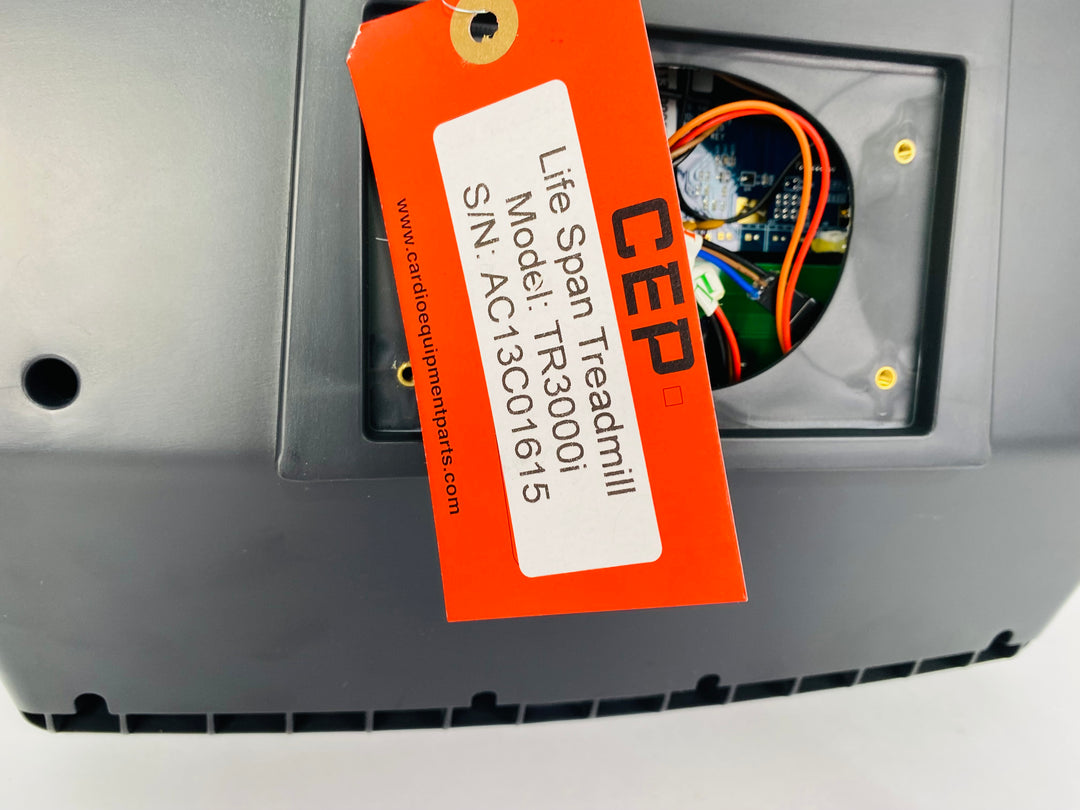 CEP
Life Span Treadmill
Model: TR3000i
S/N: AC13C01615
www.cardioequipmentparts.com